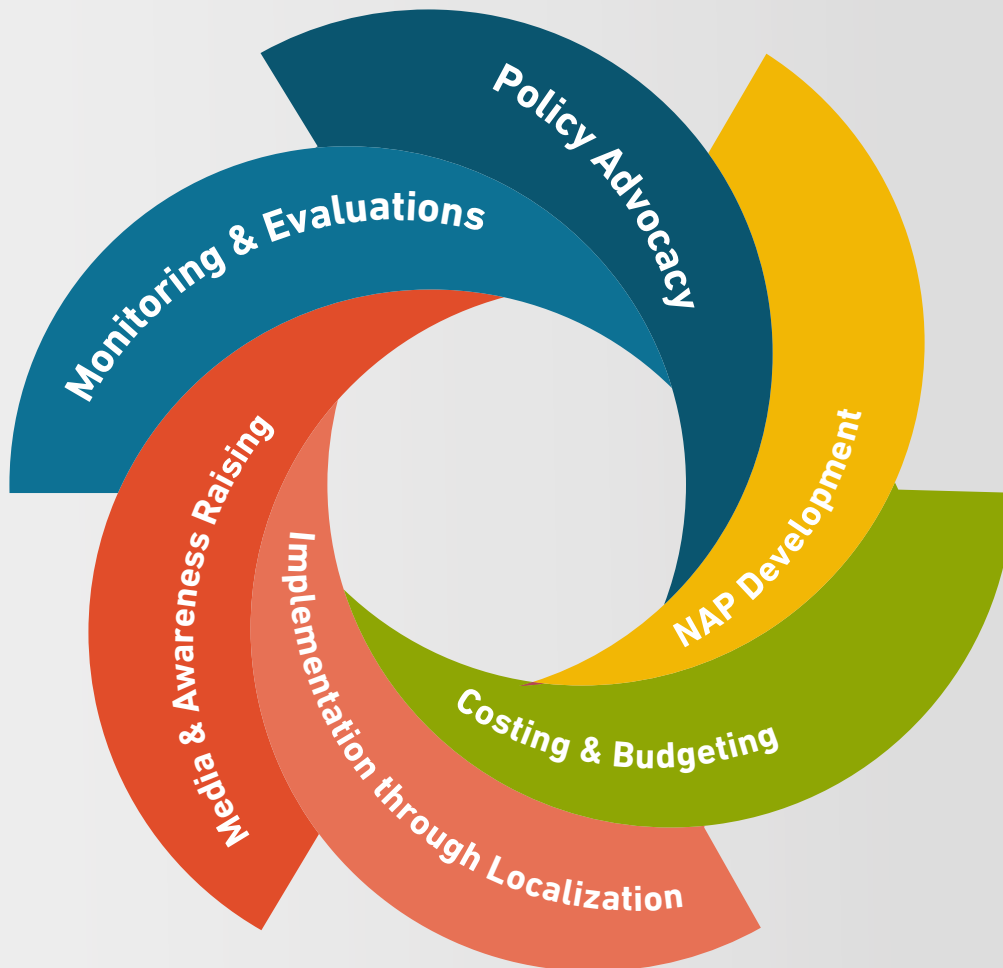 Policy Advocacy
NAP Development
Costing & Budgeting
Implementation through Localization
Media & Awareness Raising
Monitoring & Evaluations